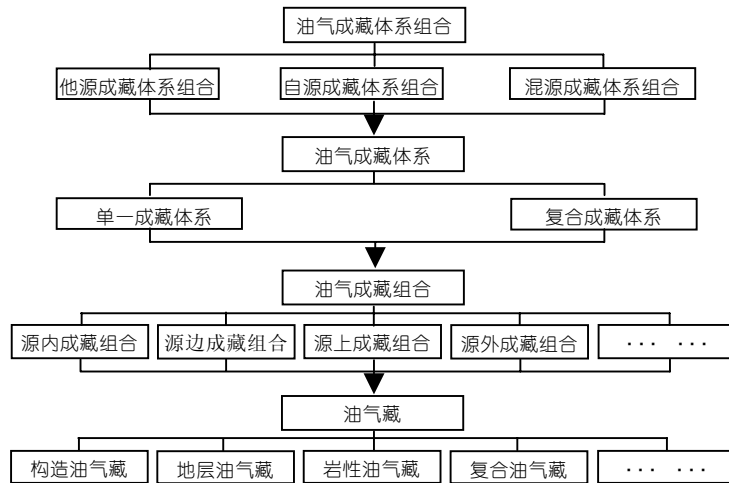 油气成藏体系组合
他源成藏体系组合 自源成藏体系组合 混源成藏体系组合
油气成藏体系
单一成藏体系 复合成藏体系
油气成藏组合
源内成藏组合 源边成藏组合 源上成藏组合 源外成藏组合 ··· ···
油气藏
构造油气藏 地层油气藏 岩性油气藏 复合油气藏 ··· ···